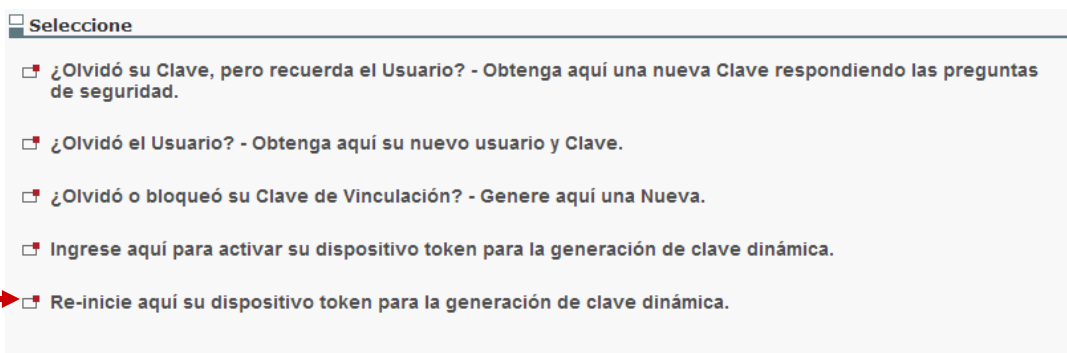 Seleccione
¿Olvidó su Clave, pero recuerda el Usuario? - Obtenga aquí una nueva Clave respondiendo las preguntas
de seguridad.
¿Olvidó el Usuario? - Obtenga aquí su nuevo usuario y Clave.
¿Olvidó o bloqueó su Clave de Vinculación? - Genere aquí una Nueva.
Ingrese aquí para activar su dispositivo token para la generación de clave dinámica.
Re-inicie aquí su dispositivo token para la generación de clave dinámica.